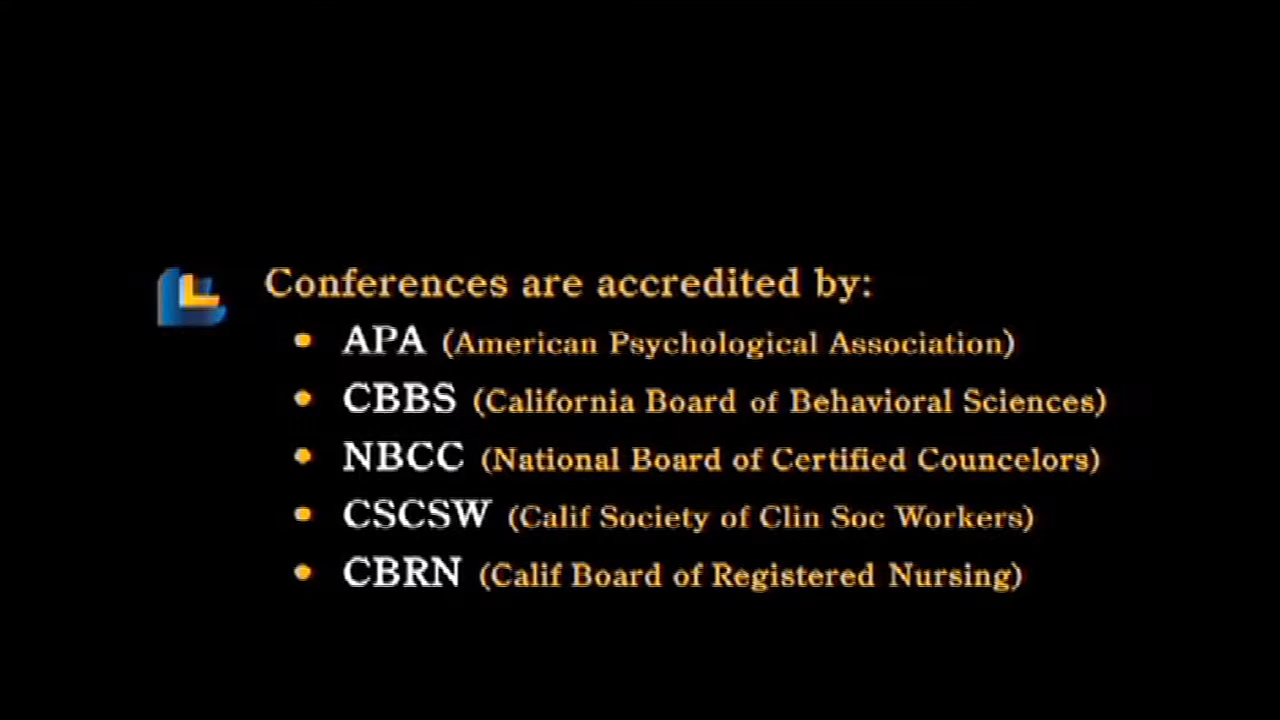 Conferences are accredited by:
• APA (American Psychological Association)
• CBBS (California Board of Behavioral Sciences)
• NBCC (National Board of Certified Councelors)
• CSCSW (Calif Society of Clin Soc Workers)
• CBRN (Calif Board of Registered Nursing)